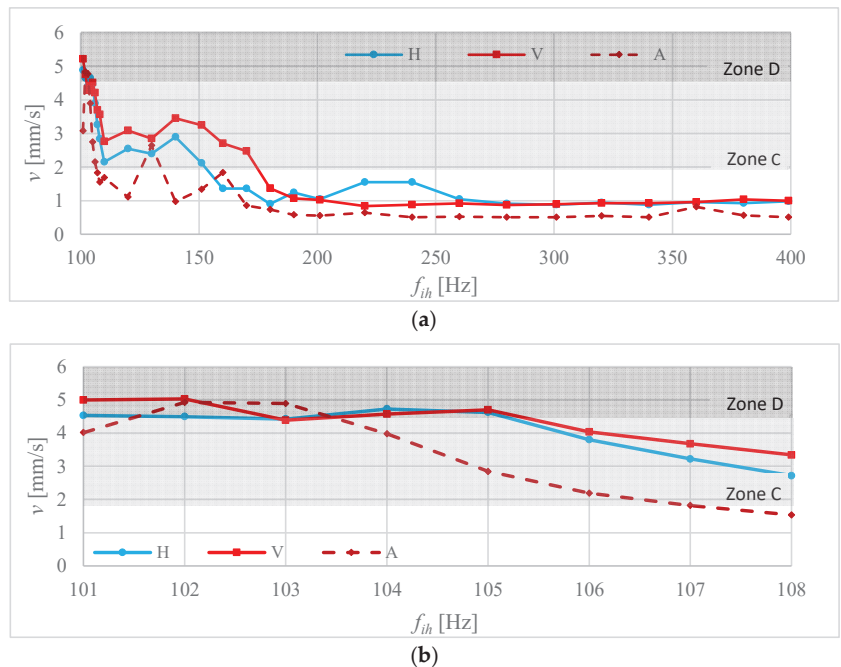 6
H V A
5
Zone D
4
3
Zone C
2
1
0
v [mm/s]
100 150 200 250 300 350 400
f_ih [Hz]
(a)
6
5
Zone D
4
3
Zone C
2
1
H V A
0
v [mm/s]
101 102 103 104 105 106 107 108
f_ih [Hz]
(b)